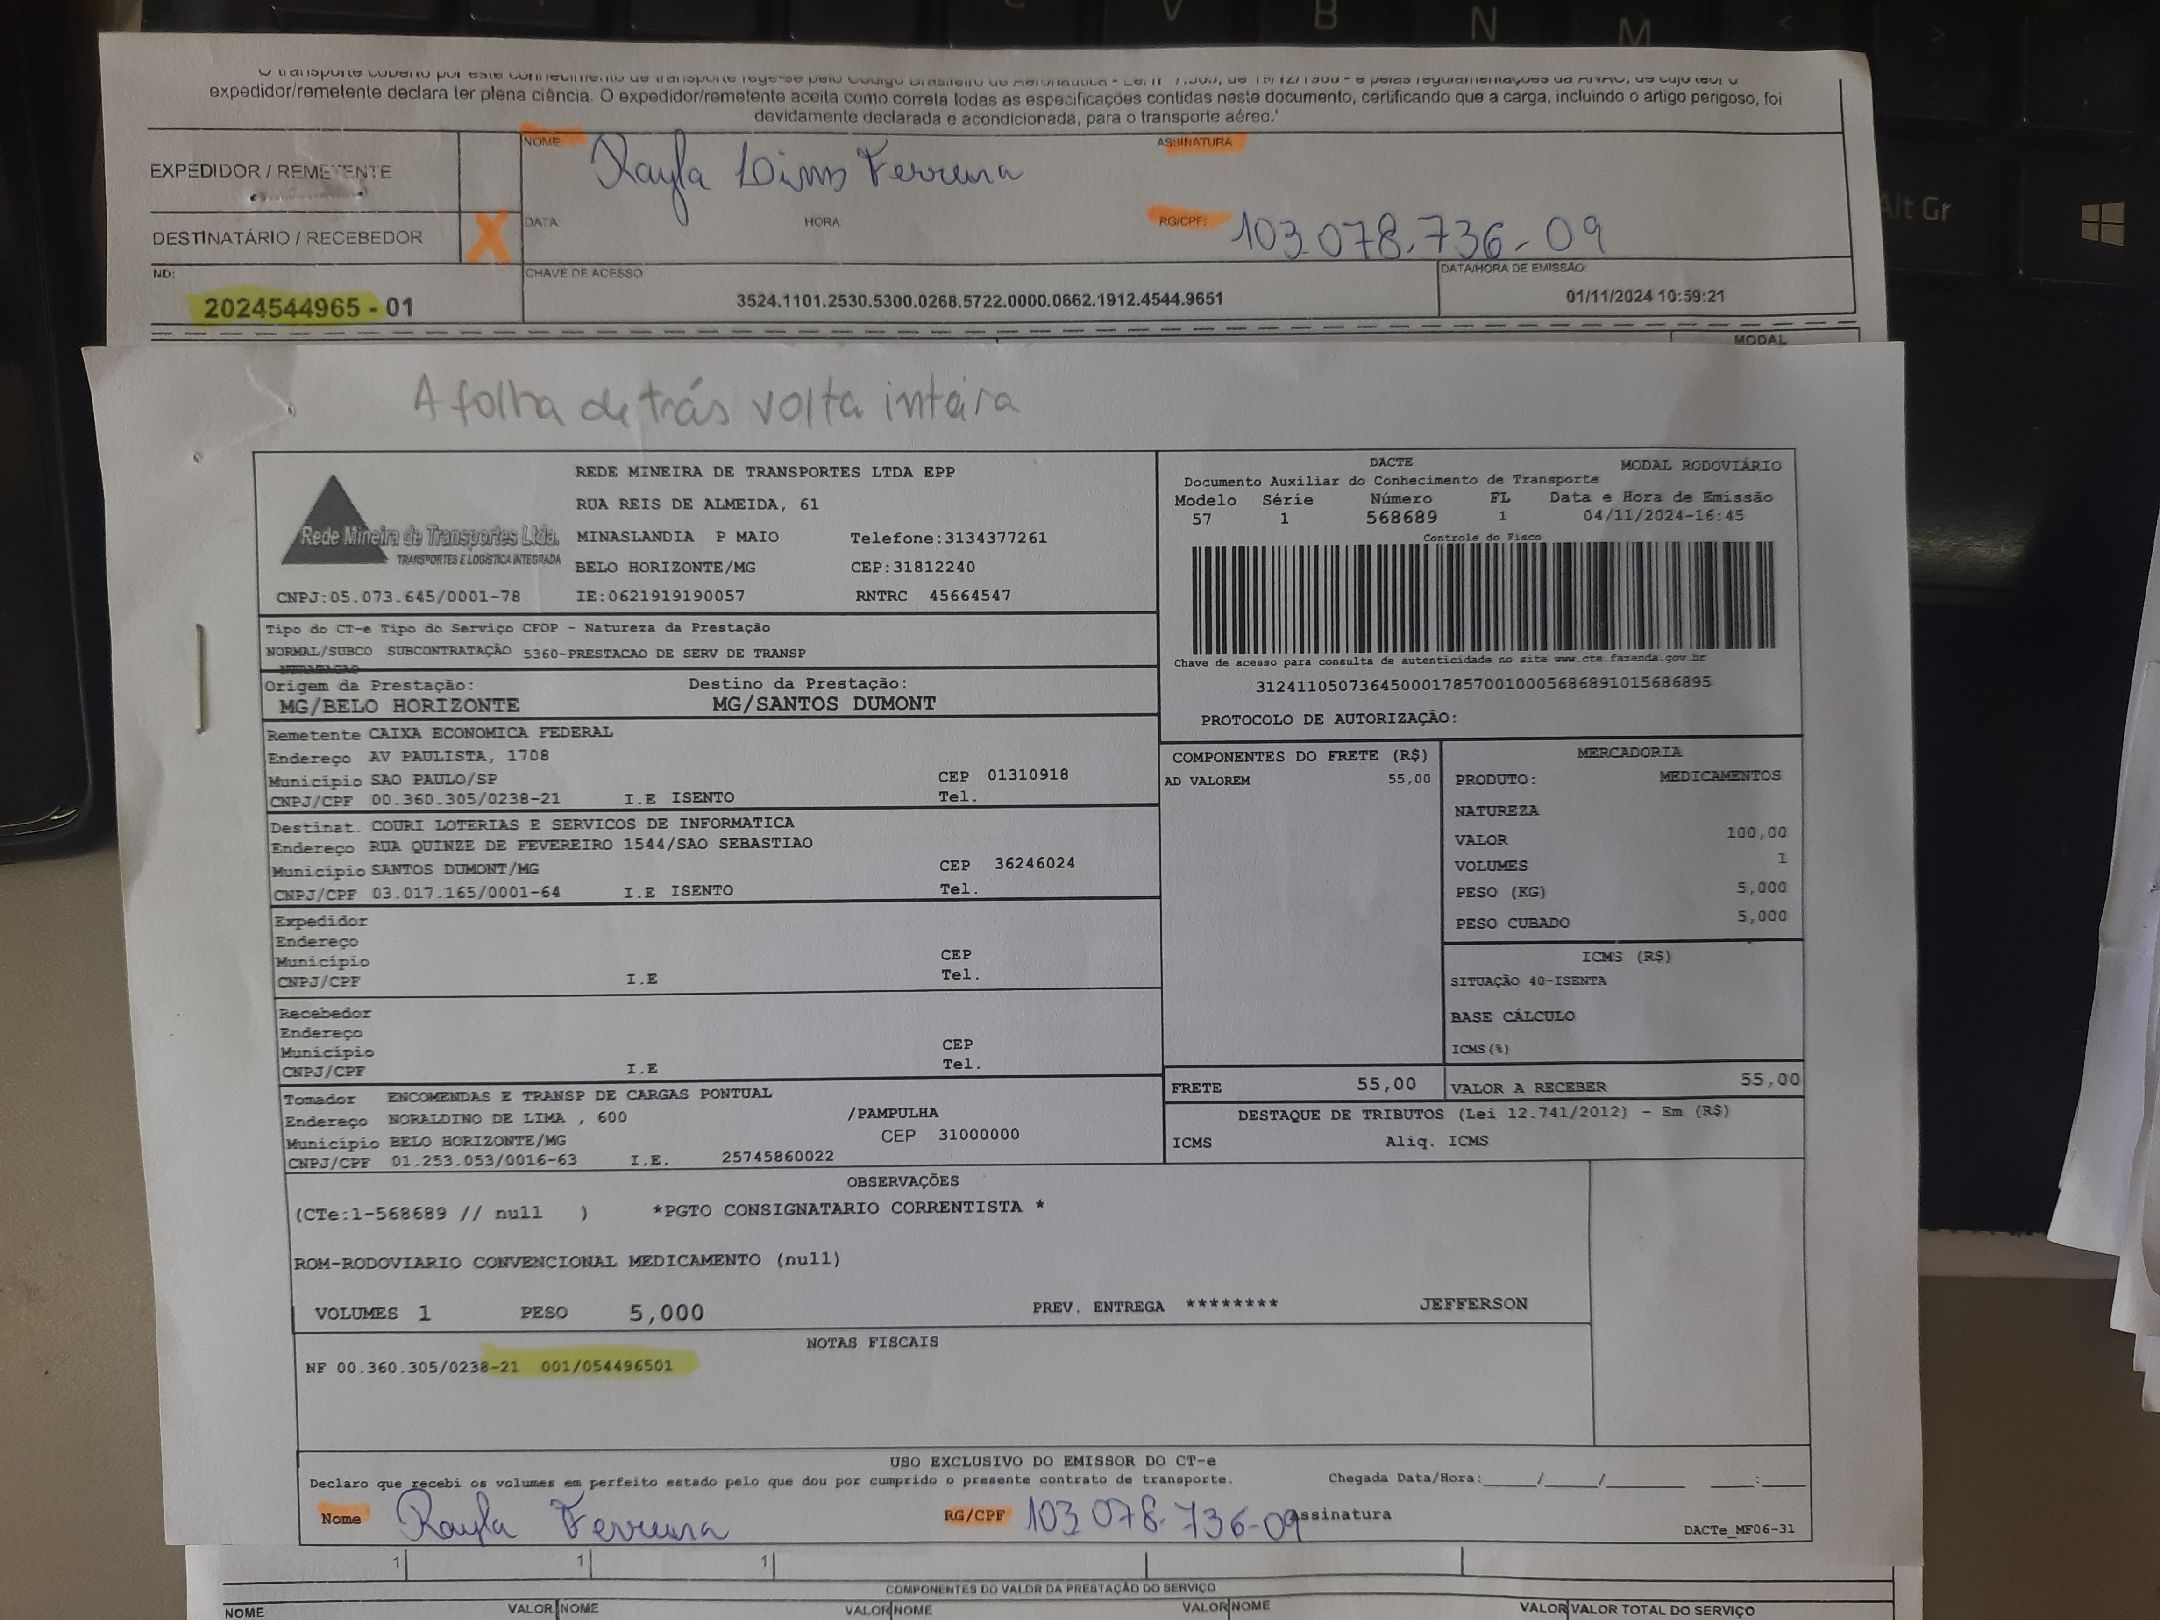 expedidor/remetente declara ter plena ciência. O expedidor/remetente aceita como correta todas as especificações contidas neste documento, certificando que a carga, incluindo o artigo perigoso, foi
devidamente declarada e acondicionada, para o transporte aéreo.'
NOME: ASSINATURA
EXPEDIDOR / REMETENTE Rayla Ferreira
DESTINATÁRIO / RECEBEDOR X DATA: HORA: RG/CPF: 103.078.736-09
ND: CHAVE DE ACESSO DATA/HORA DE EMISSÃO
2024544965 - 01 3524.1101.2530.5300.0268.5722.0000.0662.1912.4544.9651 01/11/2024 10:59:21
MODAL
A folha de trás volta inteira
REDE MINEIRA DE TRANSPORTES LTDA EPP
RUA REIS DE ALMEIDA, 61
Rede Mineira de Transportes Ltda. MINASLANDIA P MAIO Telefone:3134377261
TRANSPORTES E LOGÍSTICA INTEGRADA
BELO HORIZONTE/MG CEP:31812240
CNPJ:05.073.645/0001-78 IE:0621919190057 RNTRC 45664547
DACTE MODAL RODOVIÁRIO
Documento Auxiliar do Conhecimento de Transporte
Modelo Série Número FL Data e Hora de Emissão
57 1 568689 1 04/11/2024-16:45
Controle do Fisco
Chave de acesso para consulta de autenticidade no site www.cte.fazenda.gov.br
31241105073645000178570010005686891015686895
PROTOCOLO DE AUTORIZAÇÃO:
Tipo do CT-e Tipo do Serviço CFOP - Natureza da Prestação
NORMAL/SUBCO SUBCONTRATAÇÃO 5360-PRESTACAO DE SERV DE TRANSP
Origem da Prestação: Destino da Prestação:
MG/BELO HORIZONTE MG/SANTOS DUMONT
Remetente CAIXA ECONOMICA FEDERAL
Endereço AV PAULISTA, 1708
Município SAO PAULO/SP CEP 01310918
CNPJ/CPF 00.360.305/0238-21 I.E ISENTO Tel.
Destinat. COURI LOTERIAS E SERVICOS DE INFORMATICA
Endereço RUA QUINZE DE FEVEREIRO 1544/SAO SEBASTIAO
Município SANTOS DUMONT/MG CEP 36246024
CNPJ/CPF 03.017.165/0001-64 I.E ISENTO Tel.
Expedidor
Endereço
Município CEP
CNPJ/CPF I.E Tel.
Recebedor
Endereço
Município CEP
CNPJ/CPF I.E Tel.
Tomador ENCOMENDAS E TRANSP DE CARGAS PONTUAL
Endereço NORALDINO DE LIMA , 600 /PAMPULHA
Município BELO HORIZONTE/MG CEP 31000000
CNPJ/CPF 01.253.053/0016-63 I.E. 25745860022
COMPONENTES DO FRETE (R$)
AD VALOREM 55,00
MERCADORIA
PRODUTO: MEDICAMENTOS
NATUREZA
VALOR 100,00
VOLUMES 1
PESO (KG) 5,000
PESO CUBADO 5,000
ICMS (R$)
SITUAÇÃO 40-ISENTA
BASE CÁLCULO
ICMS(%)
FRETE 55,00 VALOR A RECEBER 55,00
DESTAQUE DE TRIBUTOS (Lei 12.741/2012) - Em (R$)
ICMS Aliq. ICMS
OBSERVAÇÕES
(CTe:1-568689 // null ) *PGTO CONSIGNATARIO CORRENTISTA *
ROM-RODOVIARIO CONVENCIONAL MEDICAMENTO (null)
VOLUMES 1 PESO 5,000 PREV. ENTREGA ******** JEFFERSON
NOTAS FISCAIS
NF 00.360.305/0238-21 001/054496501
USO EXCLUSIVO DO EMISSOR DO CT-e
Declaro que recebi os volumes em perfeito estado pelo que dou por cumprido o presente contrato de transporte. Chegada Data/Hora:____/____/______ ___:___
Nome Rayla Ferreira RG/CPF 103 078.736-09 Assinatura
DACTe_MF06-31
1 1 1
COMPONENTES DO VALOR DA PRESTAÇÃO DO SERVIÇO
NOME VALOR NOME VALOR NOME VALOR NOME VALOR VALOR TOTAL DO SERVIÇO
V B N M
< >
Alt Gr